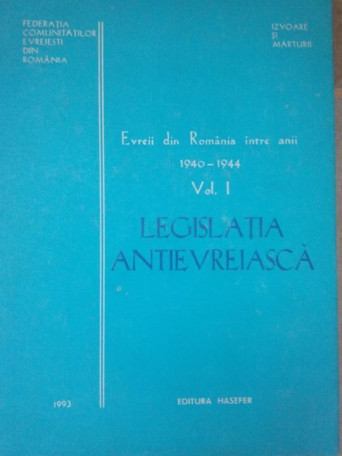 FEDERAȚIA
COMUNITĂȚILOR
EVREIEȘTI
DIN
ROMÂNIA
IZVOARE
ȘI
MĂRTURII
Evreii din România între anii
1940–1944
Vol. I
LEGISLAȚIA
ANTIEVREIASCĂ
1993
EDITURA HASEFER